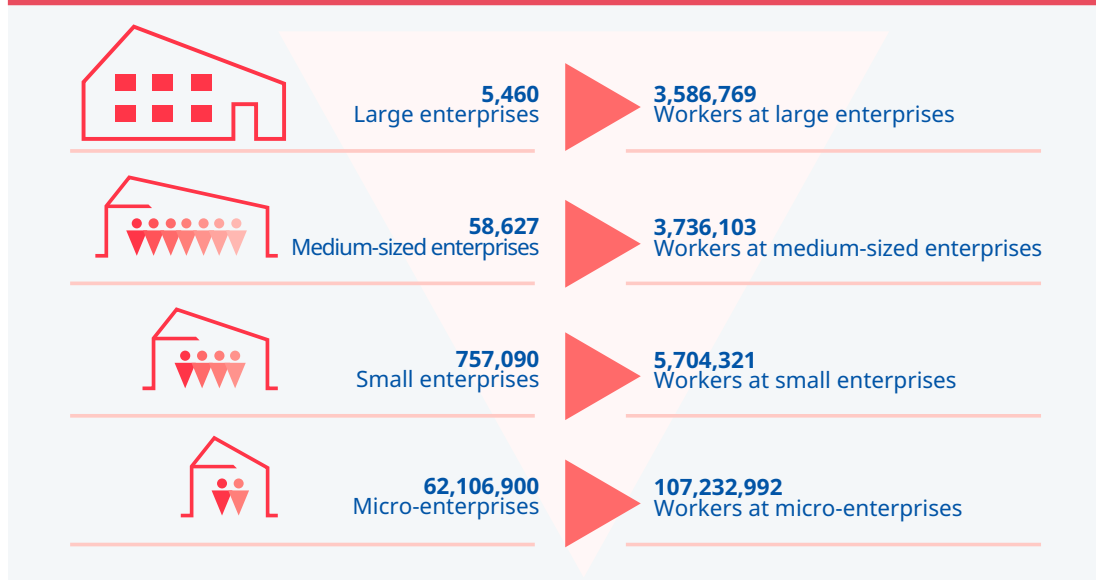 5,460
Large enterprises
3,586,769
Workers at large enterprises
58,627
Medium-sized enterprises
3,736,103
Workers at medium-sized enterprises
757,090
Small enterprises
5,704,321
Workers at small enterprises
62,106,900
Micro-enterprises
107,232,992
Workers at micro-enterprises